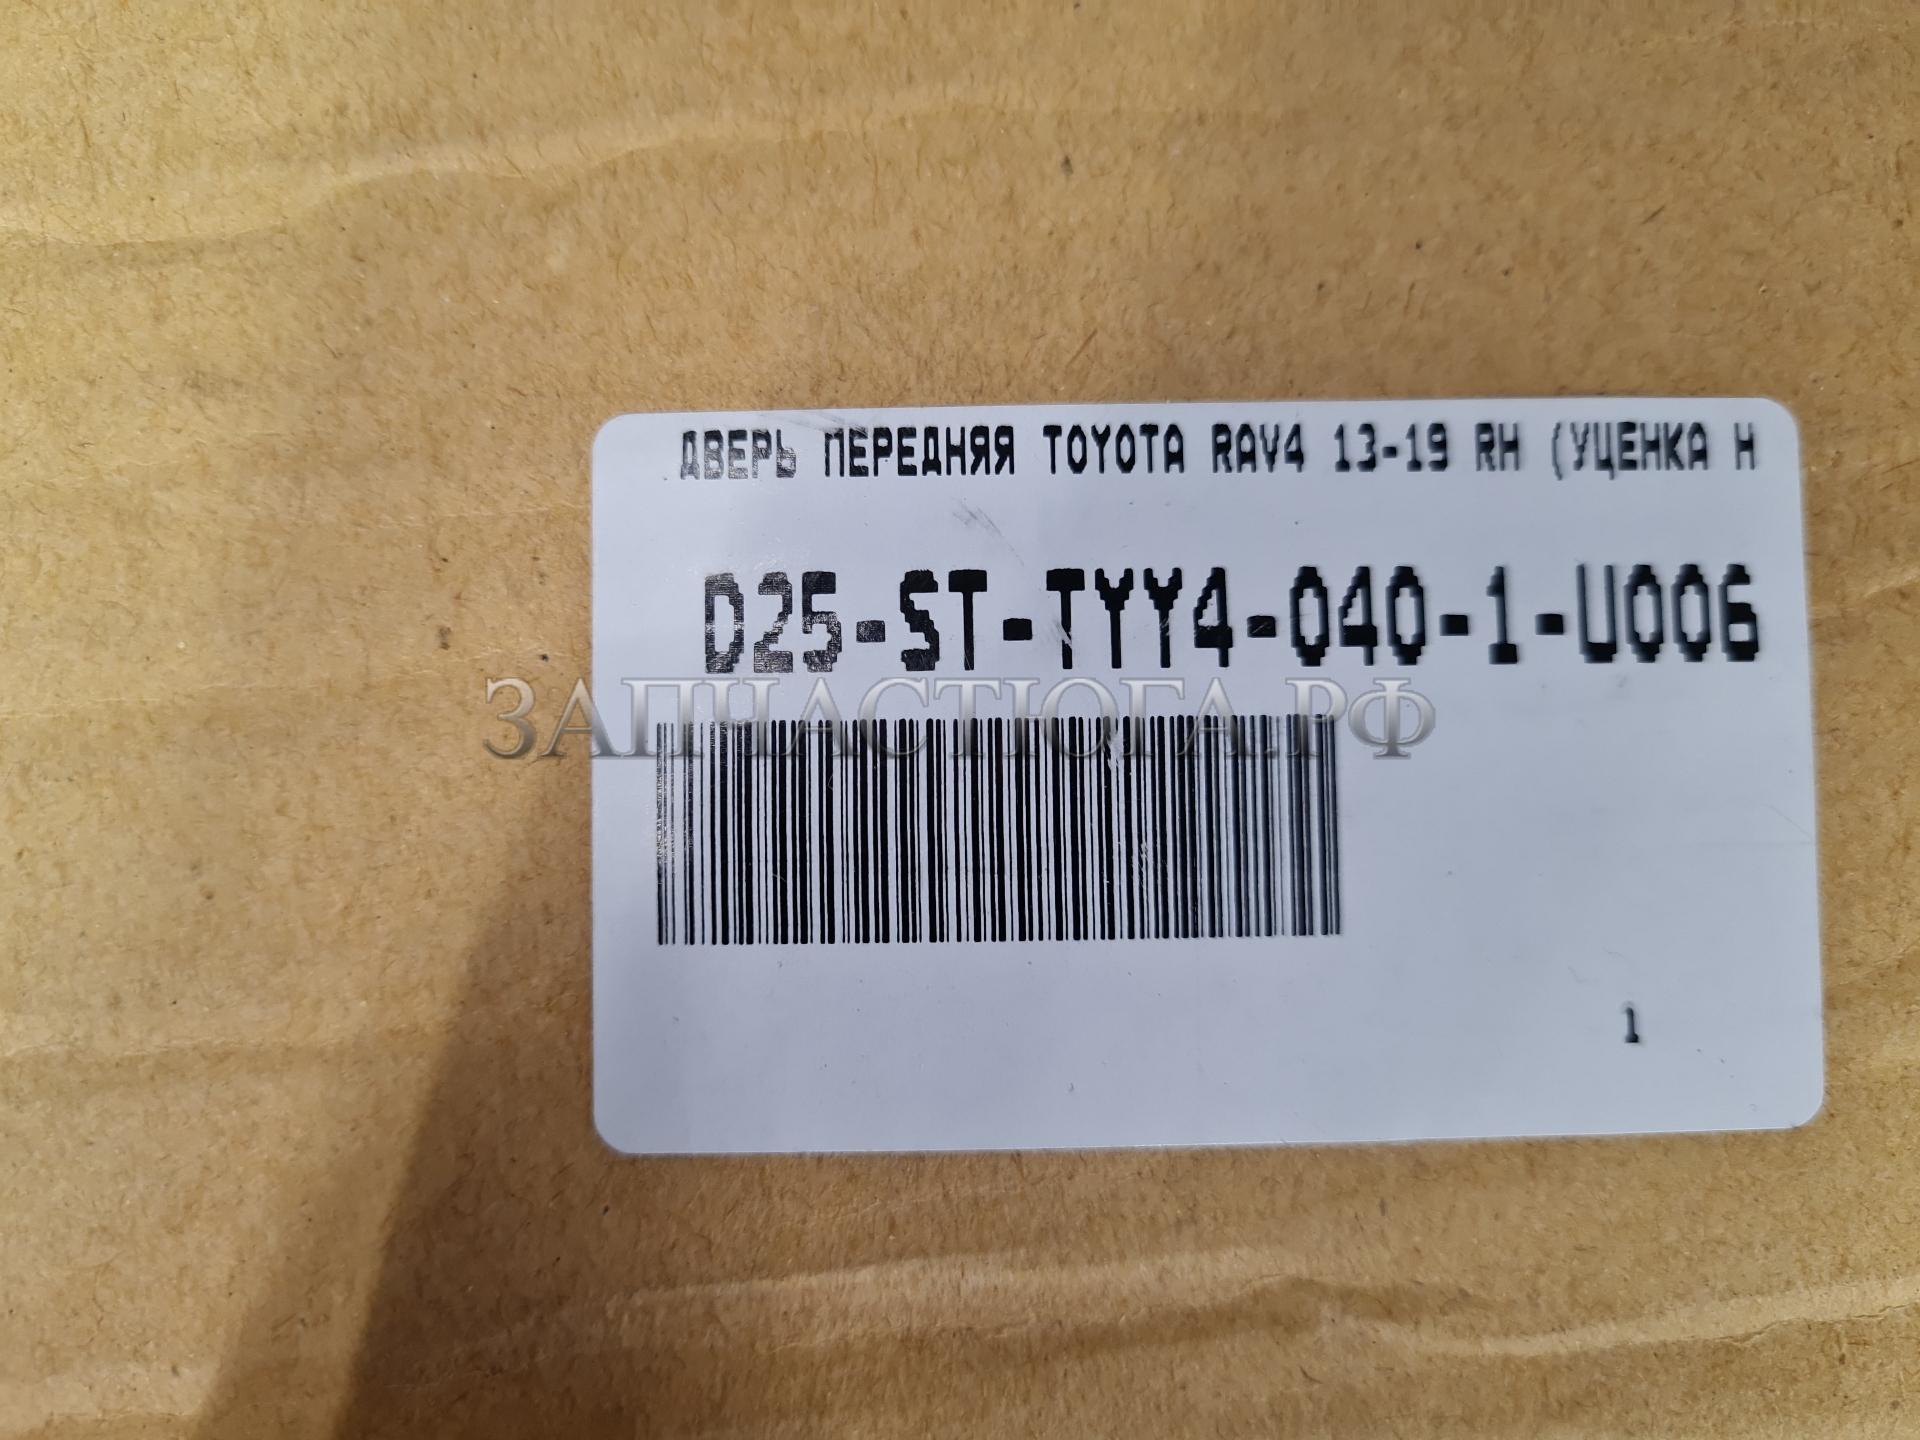 ДВЕРЬ ПЕРЕДНЯЯ TOYOTA RAV4 13-19 RH (УЦЕНКА Н
D25-ST-TYY4-040-1-U006
ЗАПЧАСТЮГА.РФ
1